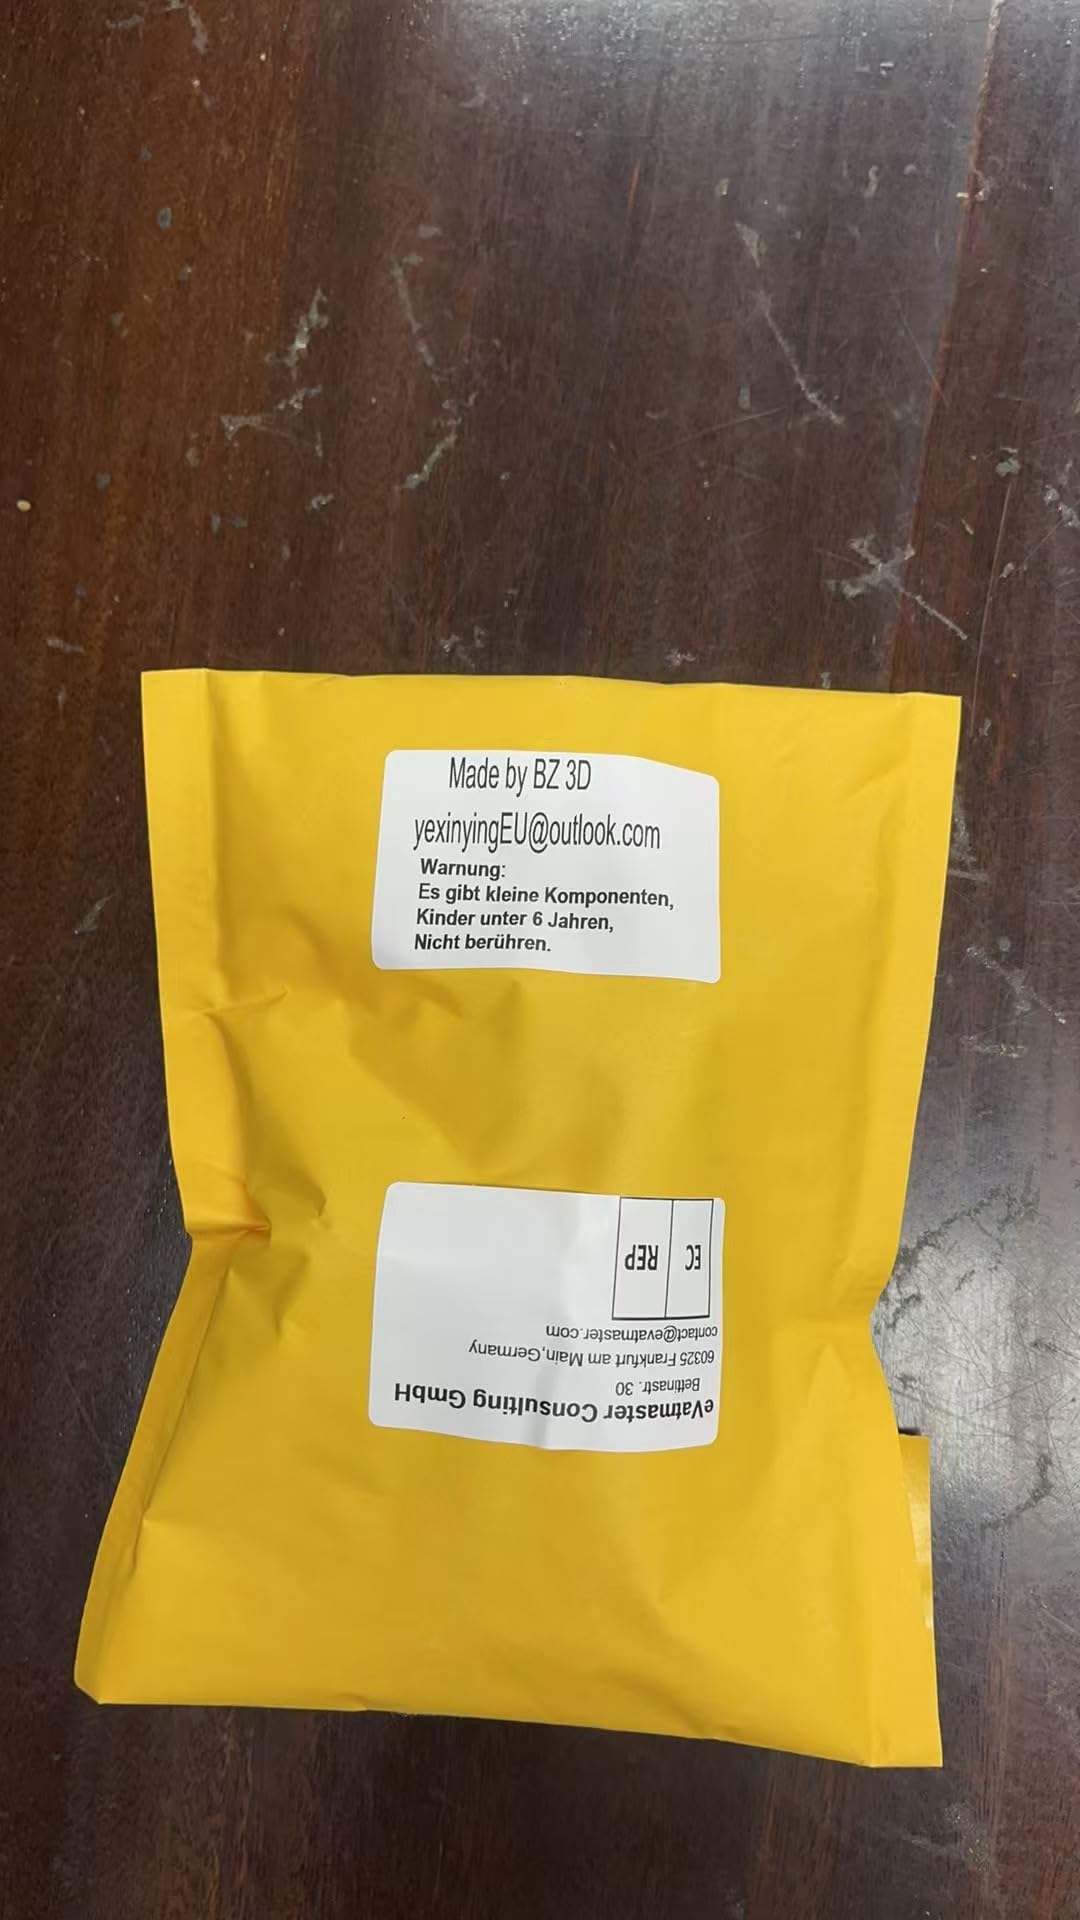 Made by BZ 3D
yexinyingEU@outlook.com
Warnung:
Es gibt kleine Komponenten,
Kinder unter 6 Jahren,
Nicht berühren.
eVatmaster Consulting GmbH
Bettinastr. 30
60325 Frankfurt am Main,Germany
contact@evatmaster.com
EC REP